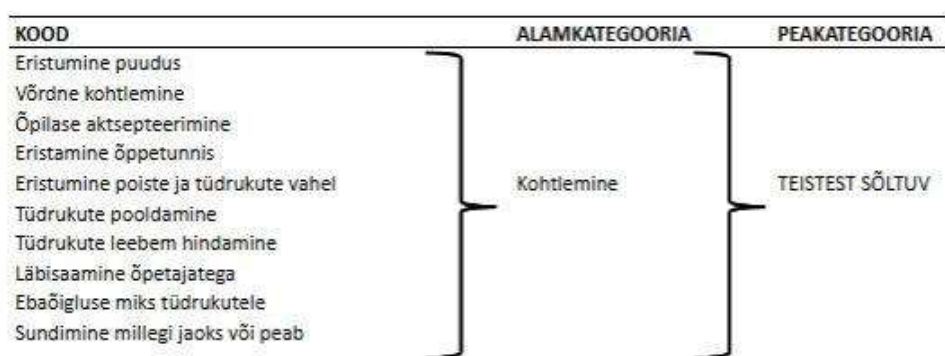 KOOD ALAMKATEGOORIA PEAKATEGOORIA
Eristumine puudus
Võrdne kohtlemine
Õpilase aktsepteerimine
Eristamine õppetunnis
Eristumine poiste ja tüdrukute vahel Kohtlemine TEISTEST SÕLTUV
Tüdrukute pooldamine
Tüdrukute leebem hindamine
Läbisaamine õpetajatega
Ebaõigluse miks tüdrukutele
Sundimine millegi jaoks või peab